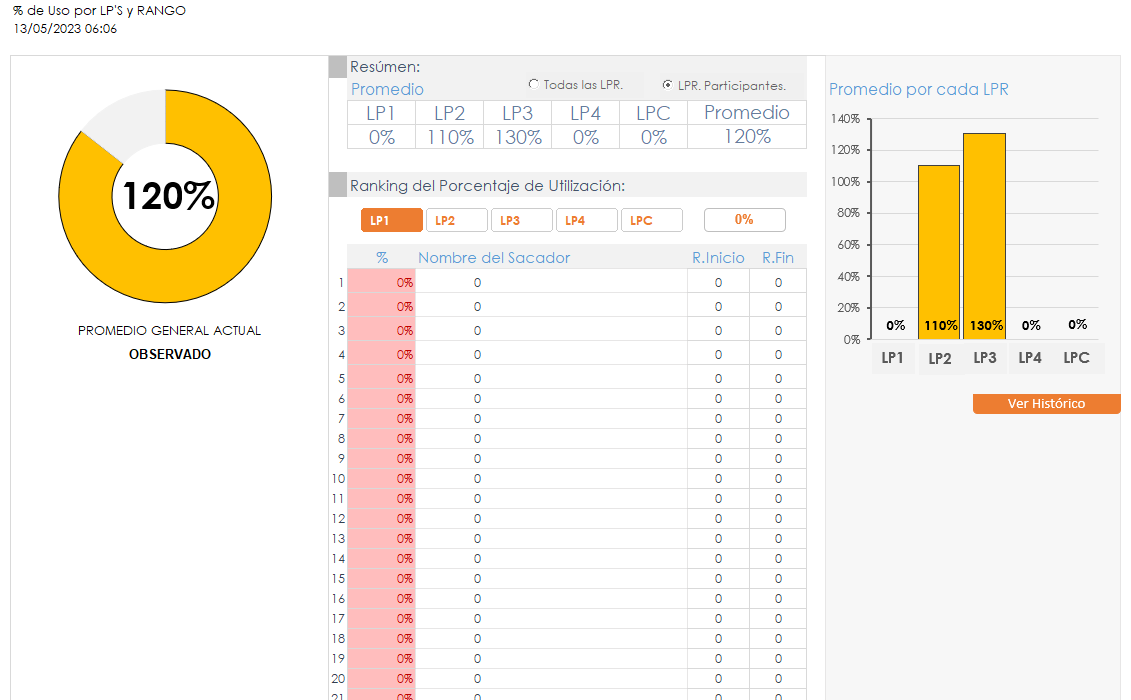 % de Uso por LP'S y RANGO
13/05/2023 06:06
120%
PROMEDIO GENERAL ACTUAL
OBSERVADO
Resúmen:
Promedio
Todas las LPR.
LPR. Participantes.
LP1 LP2 LP3 LP4 LPC Promedio
0% 110% 130% 0% 0% 120%
Ranking del Porcentaje de Utilización:
LP1 LP2 LP3 LP4 LPC 0%
% Nombre del Sacador R.Inicio R.Fin
1 0% 0 0 0
2 0% 0 0 0
3 0% 0 0 0
4 0% 0 0 0
5 0% 0 0 0
6 0% 0 0 0
7 0% 0 0 0
8 0% 0 0 0
9 0% 0 0 0
10 0% 0 0 0
11 0% 0 0 0
12 0% 0 0 0
13 0% 0 0 0
14 0% 0 0 0
15 0% 0 0 0
16 0% 0 0 0
17 0% 0 0 0
18 0% 0 0 0
19 0% 0 0 0
20 0% 0 0 0
21 0% 0 0 0
Promedio por cada LPR
140%
120%
100%
80%
60%
40%
20%
0%
0% 110% 130% 0% 0%
LP1 LP2 LP3 LP4 LPC
Ver Histórico